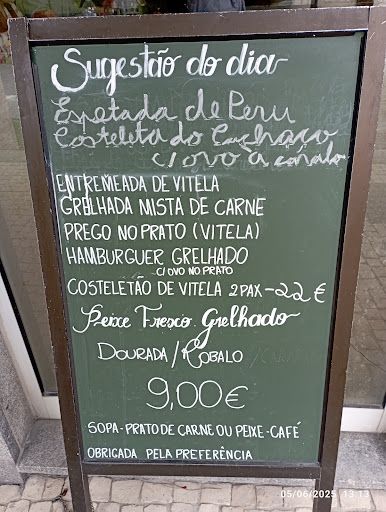 Sugestão do dia
Espetada de Peru
Costeleta do Cachaço
c/ ovo a cavalo
ENTREMEADA DE VITELA
GRELHADA MISTA DE CARNE
PREGO NO PRATO (VITELA)
HAMBURGUER GRELHADO
C/ OVO NO PRATO
COSTELETÃO DE VITELA 2 PAX - 22 €
Peixe Fresco Grelhado
DOURADA / ROBALO /
9,00€
SOPA - PRATO DE CARNE OU PEIXE - CAFÉ
OBRIGADA PELA PREFERÊNCIA
05/06/2025 13:13